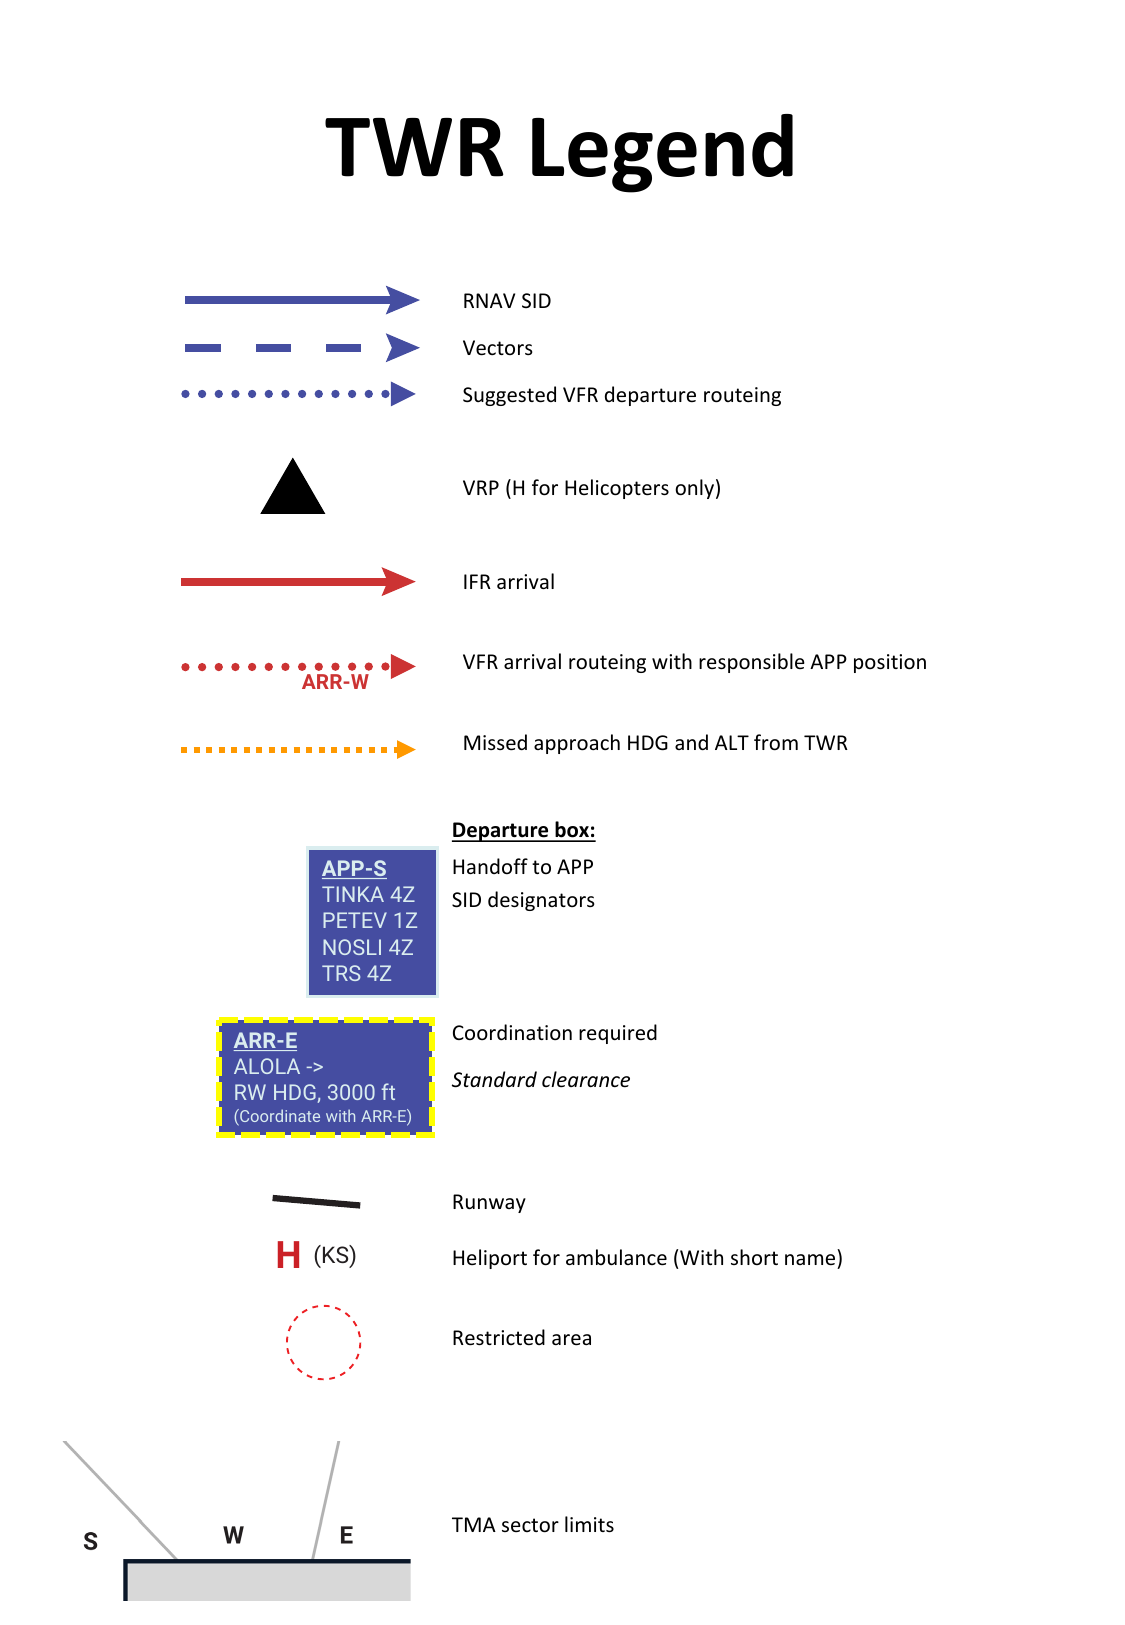 TWR Legend
RNAV SID
Vectors
Suggested VFR departure routeing
VRP (H for Helicopters only)
IFR arrival
VFR arrival routeing with responsible APP position
ARR-W
Missed approach HDG and ALT from TWR
Departure box:
APP-S
Handoff to APP
TINKA 4Z
SID designators
PETEV 1Z
NOSLI 4Z
TRS 4Z
Coordination required
ARR-E
ALOLA ->
Standard clearance
RW HDG, 3000 ft
(Coordinate with ARR-E)
Runway
H (KS)
Heliport for ambulance (With short name)
Restricted area
TMA sector limits
S W E